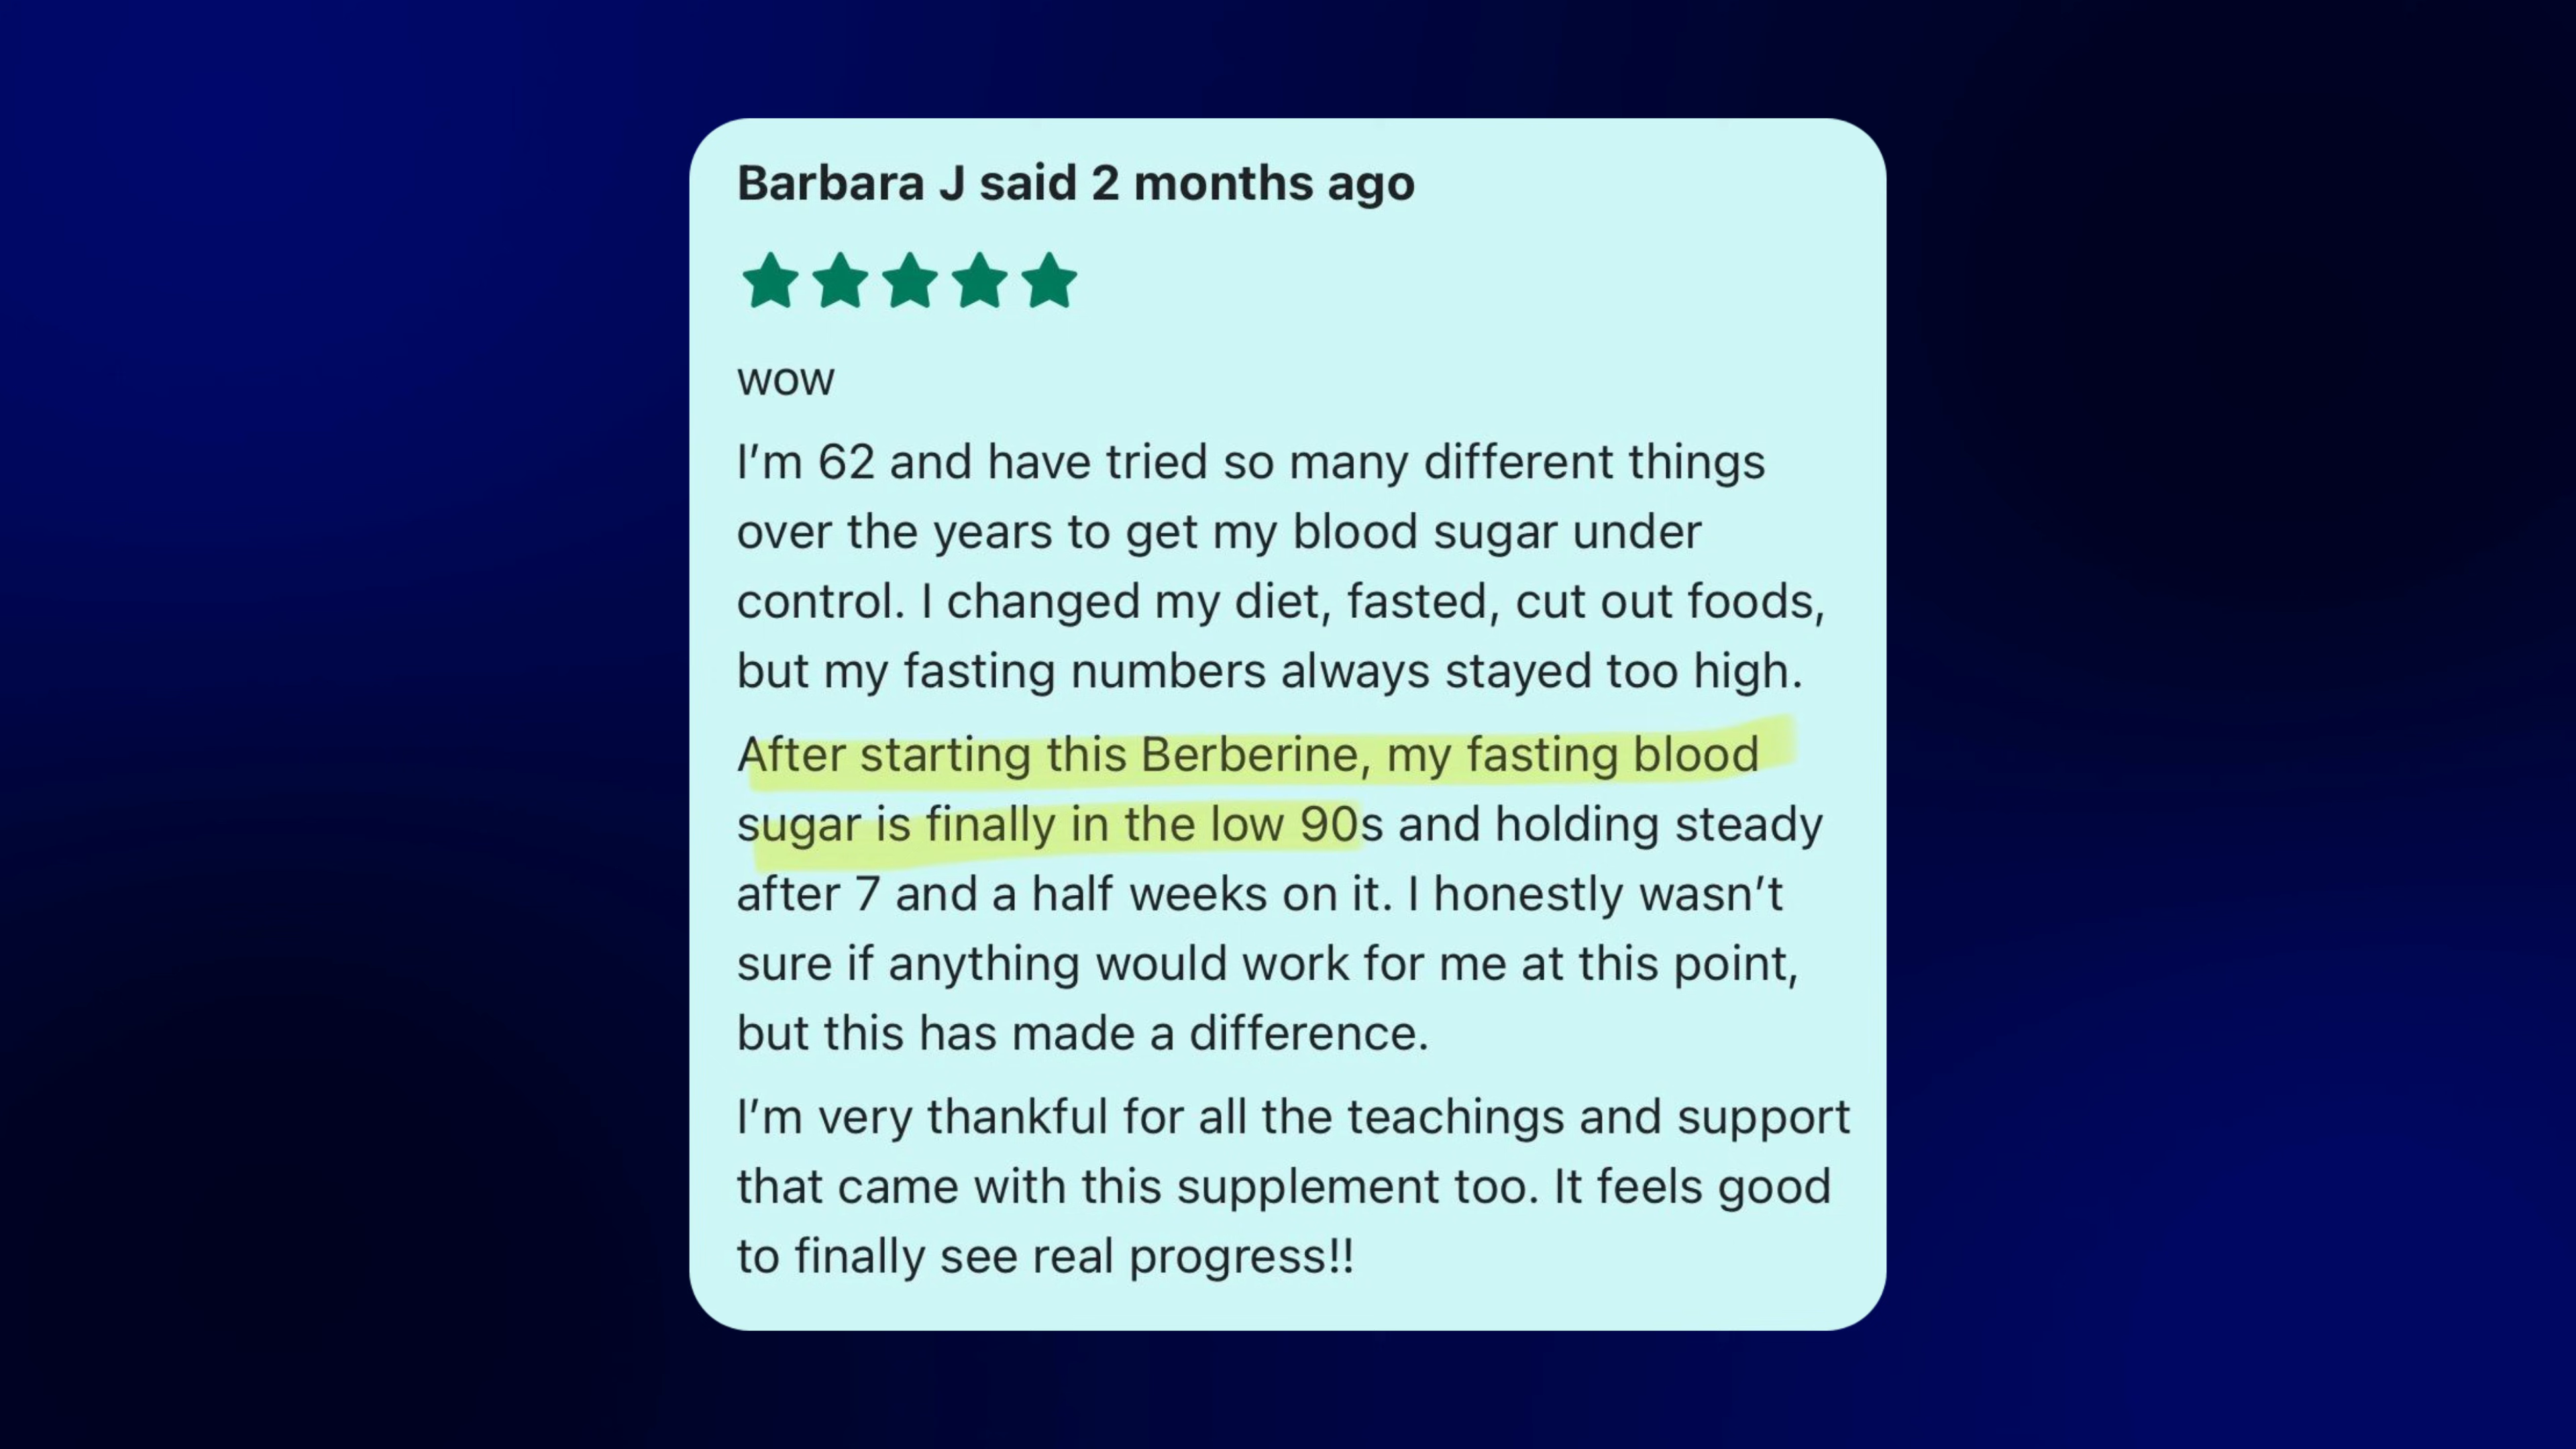 Barbara J said 2 months ago
wow
I’m 62 and have tried so many different things
over the years to get my blood sugar under
control. I changed my diet, fasted, cut out foods,
but my fasting numbers always stayed too high.
After starting this Berberine, my fasting blood
sugar is finally in the low 90s and holding steady
after 7 and a half weeks on it. I honestly wasn’t
sure if anything would work for me at this point,
but this has made a difference.
I’m very thankful for all the teachings and support
that came with this supplement too. It feels good
to finally see real progress!!